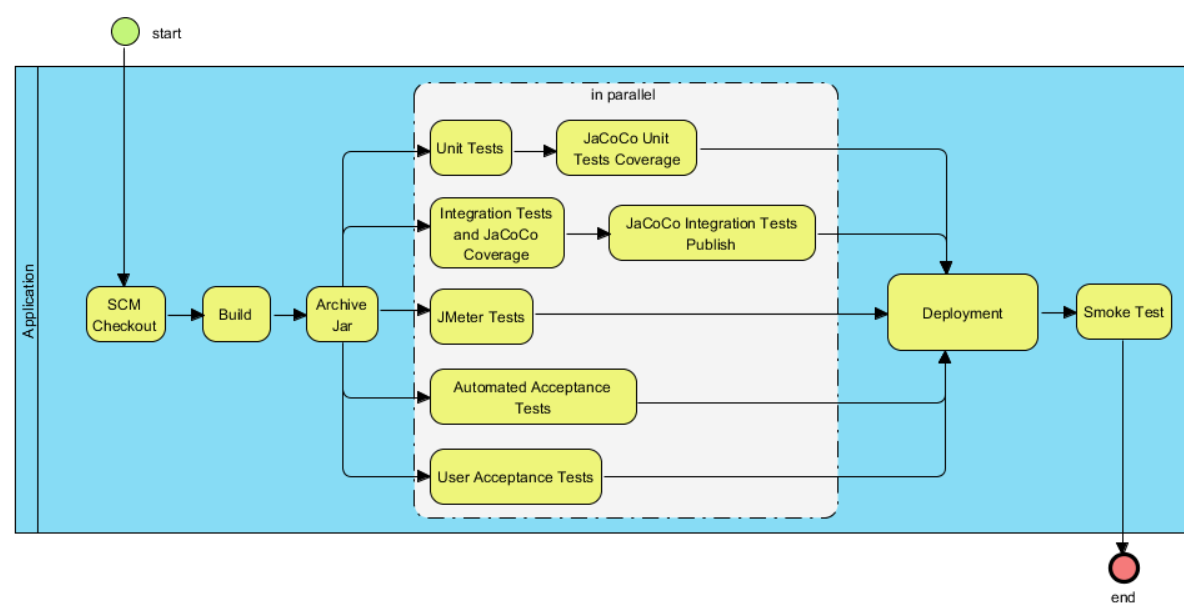 start
in parallel
Unit Tests
JaCoCo Unit
Tests Coverage
Integration Tests
and JaCoCo
Coverage
JaCoCo Integration Tests
Publish
Application
SCM
Checkout
Build
Archive
Jar
JMeter Tests
Deployment
Smoke Test
Automated Acceptance
Tests
User Acceptance Tests
end